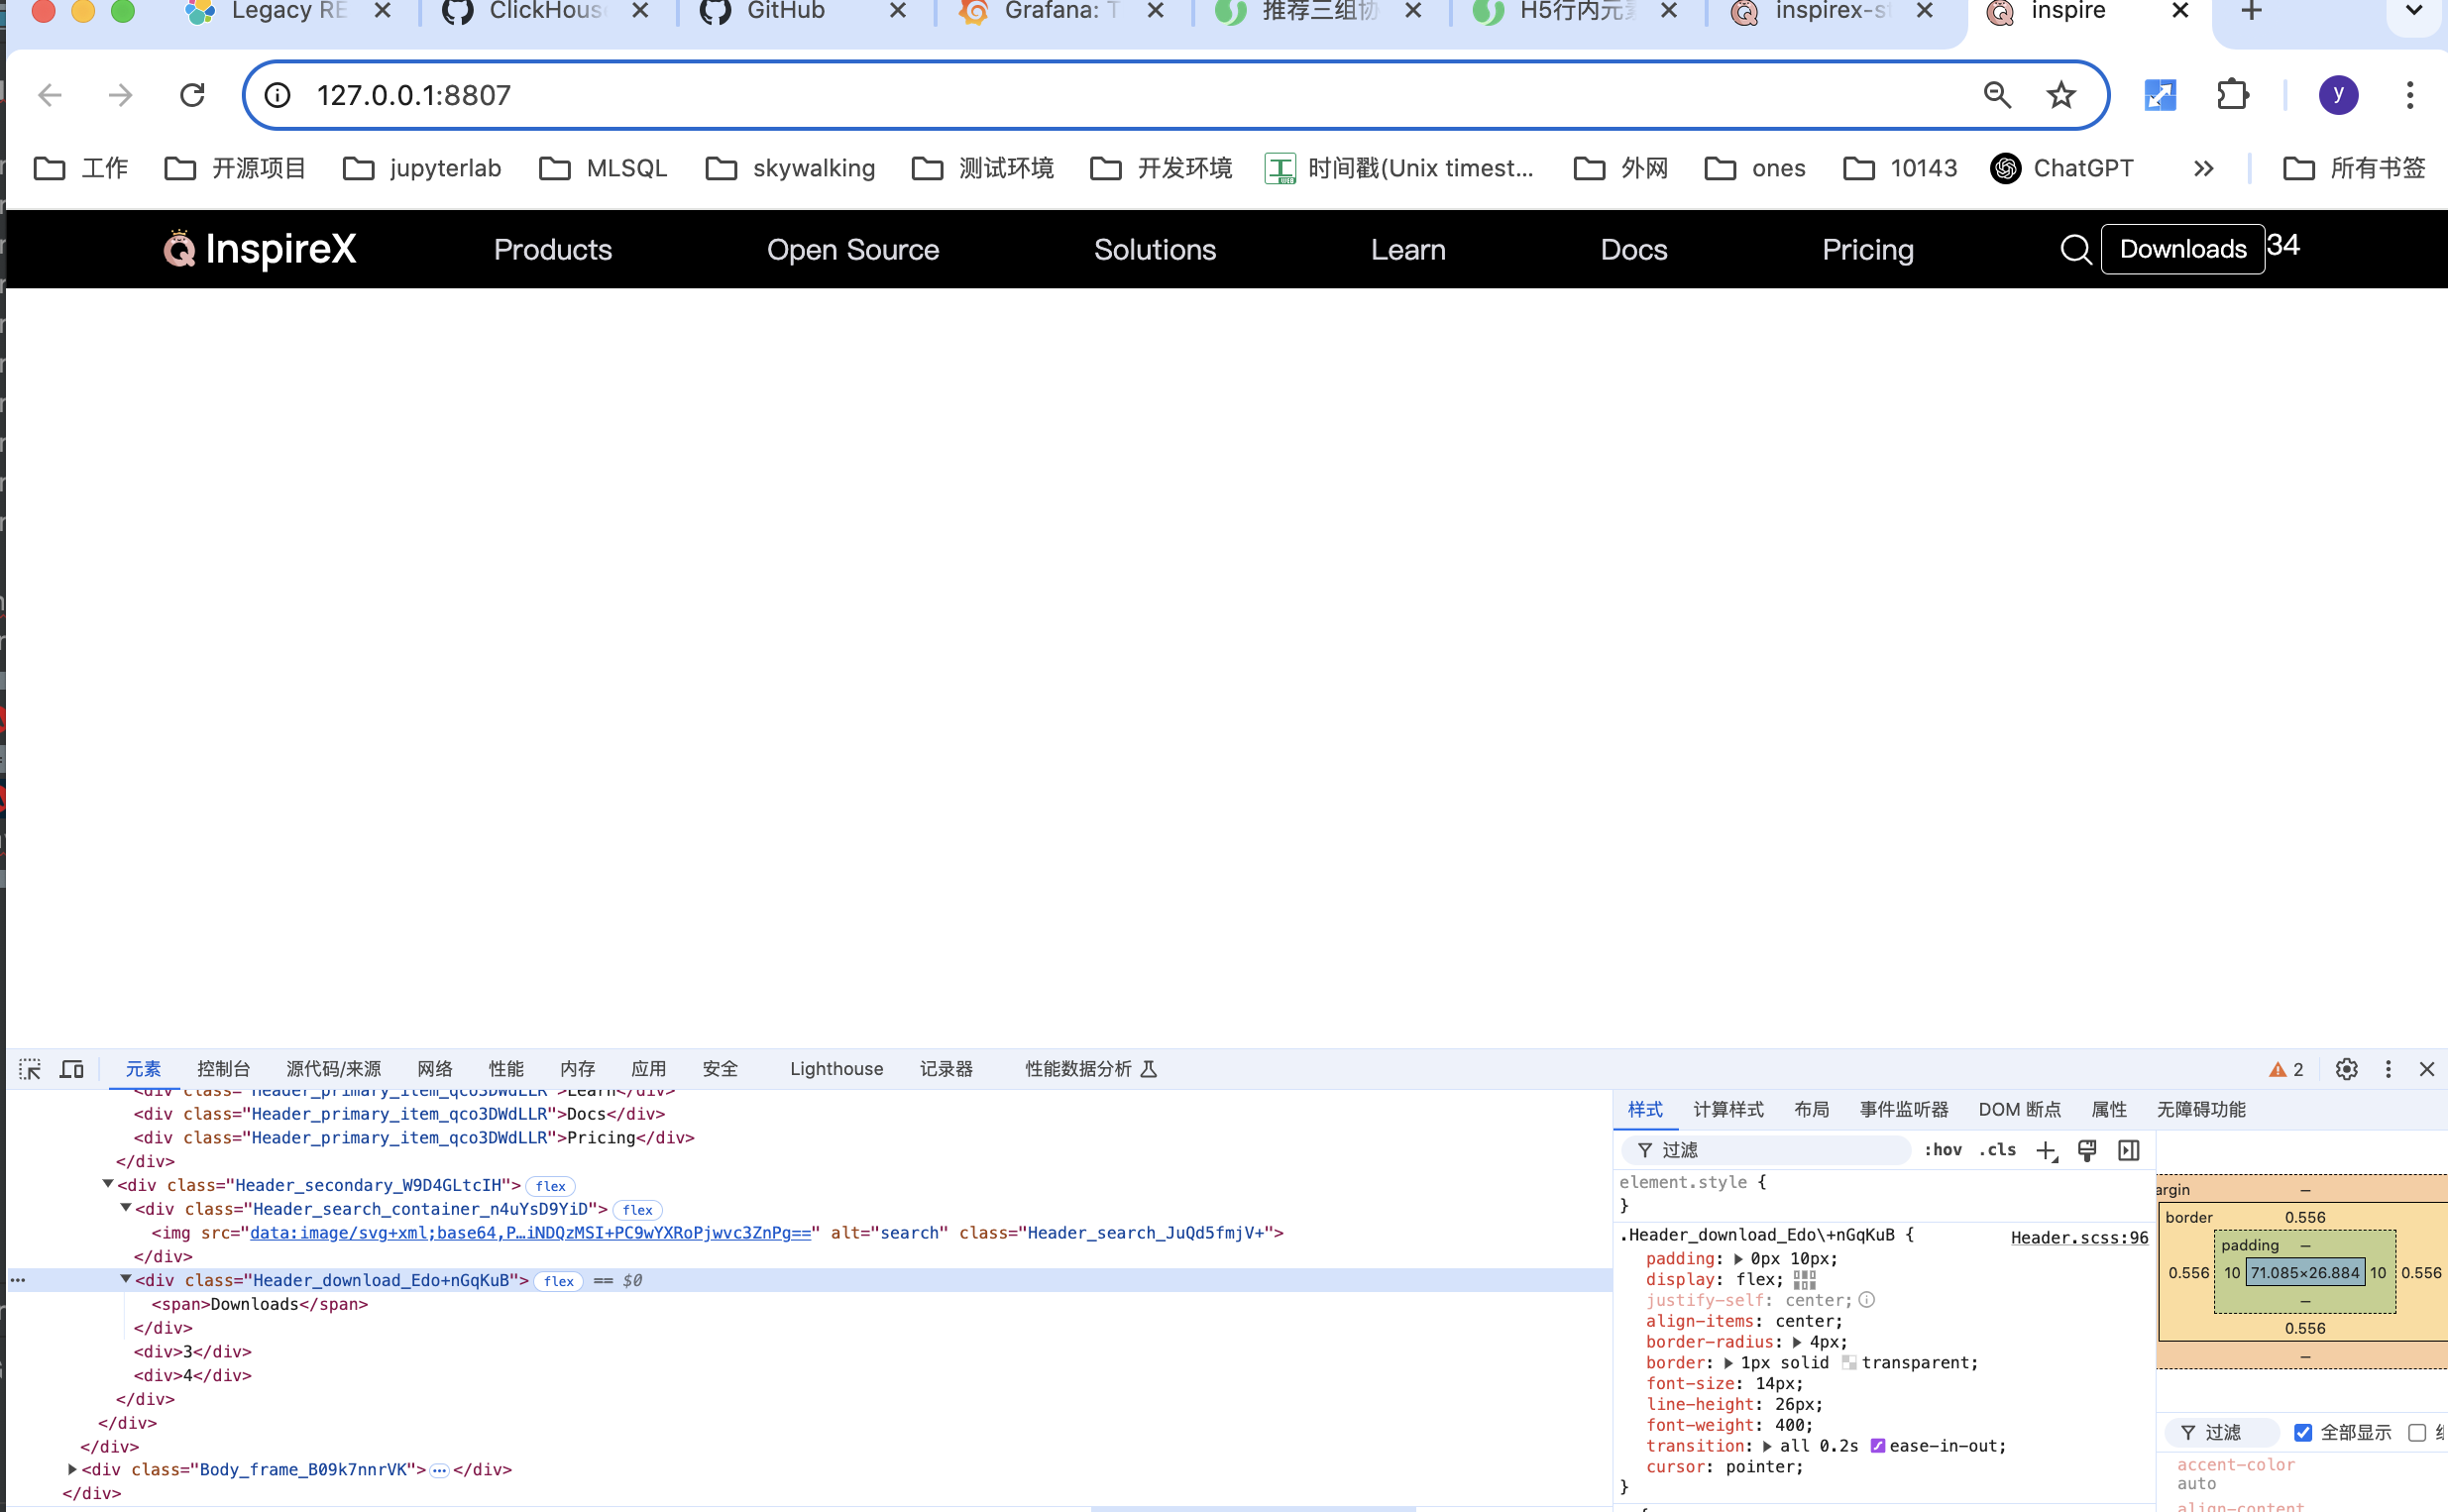 Legacy RE
ClickHous
GitHub
Grafana: T
推荐三组协
H5行内元素
inspirex-st
inspire
127.0.0.1:8807
y
工作
开源项目
jupyterlab
MLSQL
skywalking
测试环境
开发环境
时间戳(Unix timest...
外网
ones
10143
ChatGPT
所有书签
InspireX Products Open Source Solutions Learn Docs Pricing Downloads 34
元素 控制台 源代码/来源 网络 性能 内存 应用 安全 Lighthouse 记录器 性能数据分析 2
<div class="Header_primary_item_qco3DWdLLR">Learn</div>
<div class="Header_primary_item_qco3DWdLLR">Docs</div>
<div class="Header_primary_item_qco3DWdLLR">Pricing</div>
</div>
<div class="Header_secondary_W9D4GLtcIH"> flex
<div class="Header_search_container_n4uYsD9YiD"> flex
<img src="data:image/svg+xml;base64,P…iNDQzMSI+PC9wYXRoPjwvc3ZnPg==" alt="search" class="Header_search_JuQd5fmjV+">
</div>
<div class="Header_download_Edo+nGqKuB"> flex == $0
<span>Downloads</span>
</div>
<div>3</div>
<div>4</div>
</div>
</div>
</div>
<div class="Body_frame_B09k7nnrVK"> … </div>
</div>
样式 计算样式 布局 事件监听器 DOM 断点 属性 无障碍功能
过滤 :hov .cls
element.style {
}
.Header_download_Edo\+nGqKuB { Header.scss:96
padding: 0px 10px;
display: flex;
justify-self: center;
align-items: center;
border-radius: 4px;
border: 1px solid transparent;
font-size: 14px;
line-height: 26px;
font-weight: 400;
transition: all 0.2s ease-in-out;
cursor: pointer;
}
argin –
border 0.556
padding –
0.556 10 71.085×26.884 10 0.556
–
0.556
–
过滤 全部显示
accent-color
auto
align-content